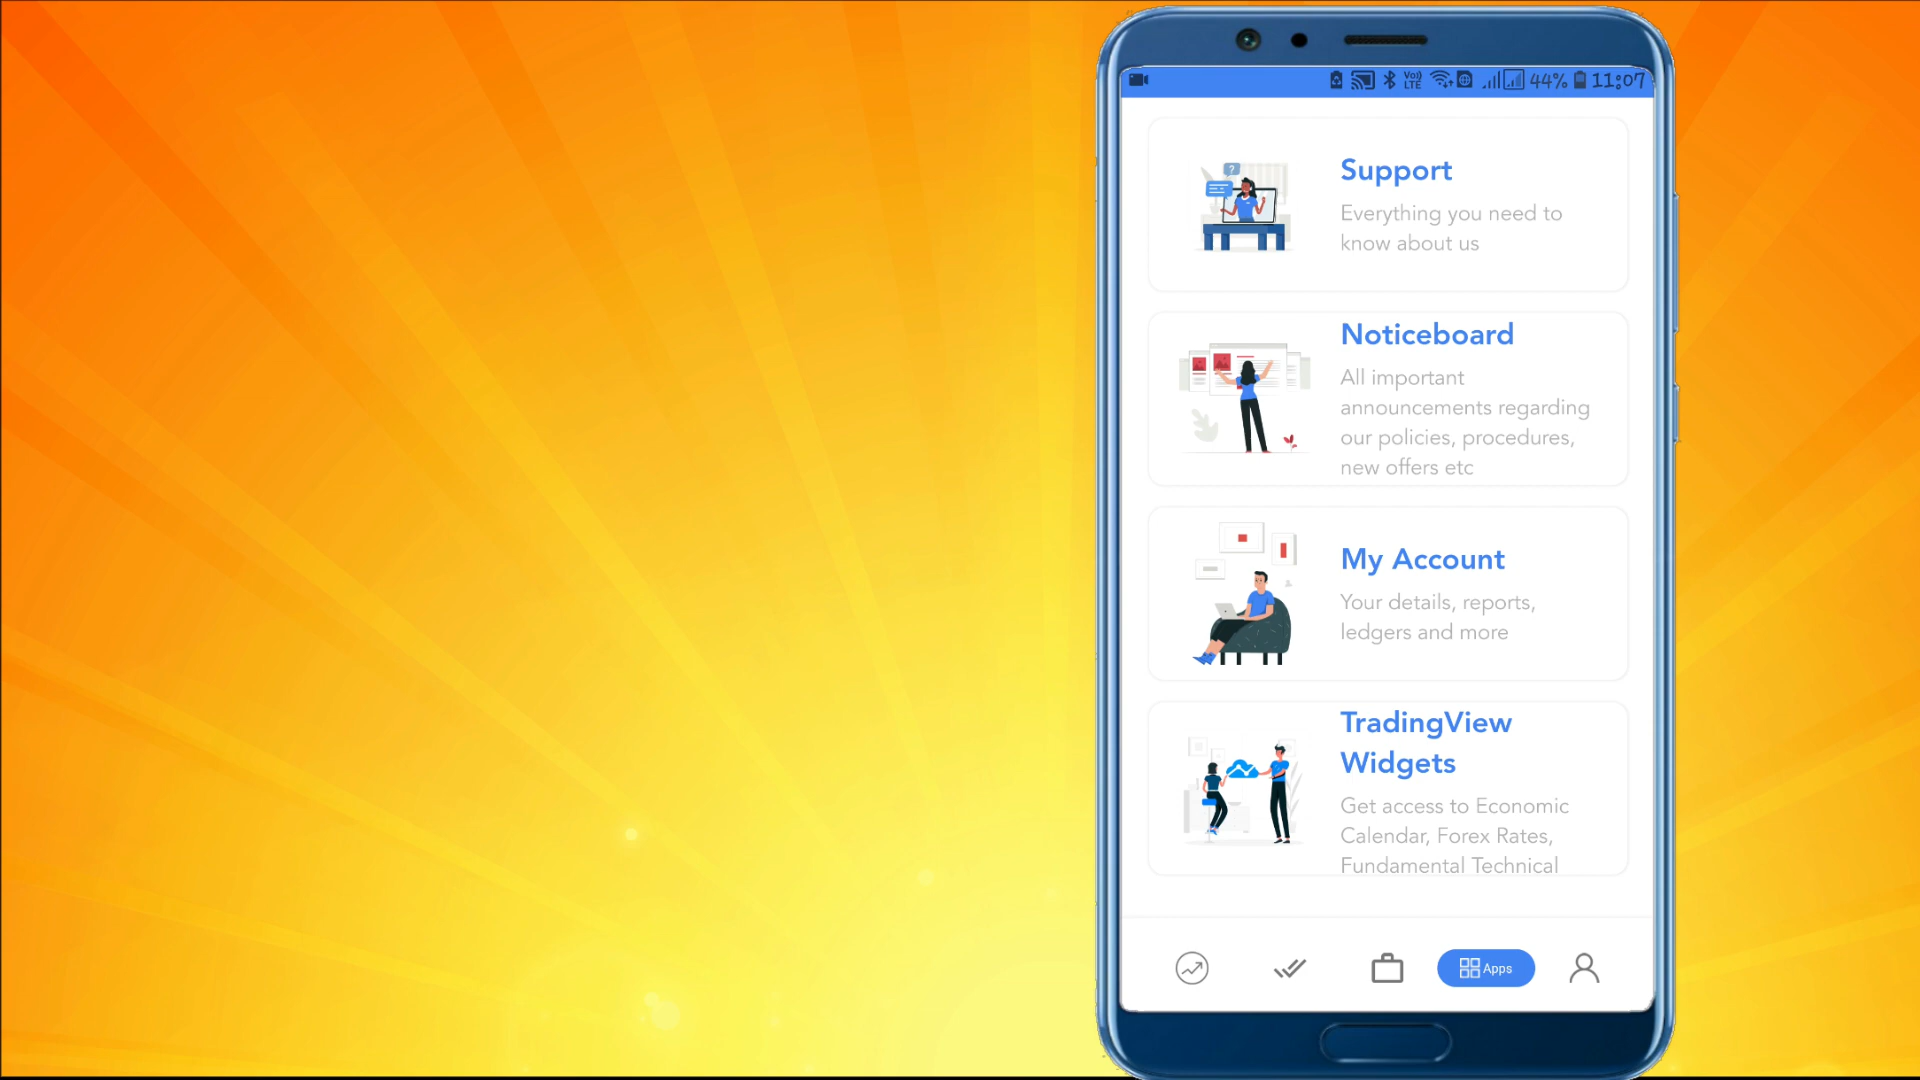 VoLTE 44% 11:07
Support
Everything you need to
know about us
Noticeboard
All important
announcements regarding
our policies, procedures,
new offers etc
My Account
Your details, reports,
ledgers and more
TradingView
Widgets
Get access to Economic
Calendar, Forex Rates,
Fundamental Technical
Apps